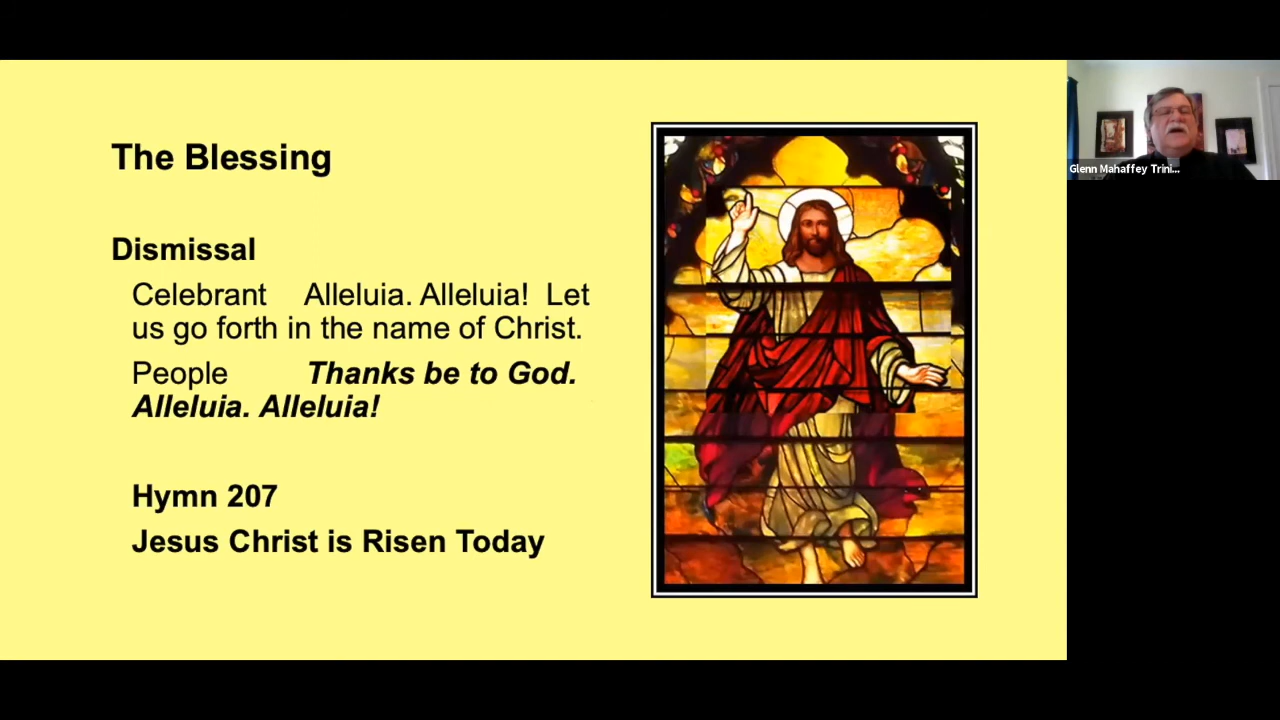 The Blessing
Dismissal
Celebrant Alleluia. Alleluia! Let
us go forth in the name of Christ.
People Thanks be to God.
Alleluia. Alleluia!
Hymn 207
Jesus Christ is Risen Today
Glenn Mahaffey Trini...